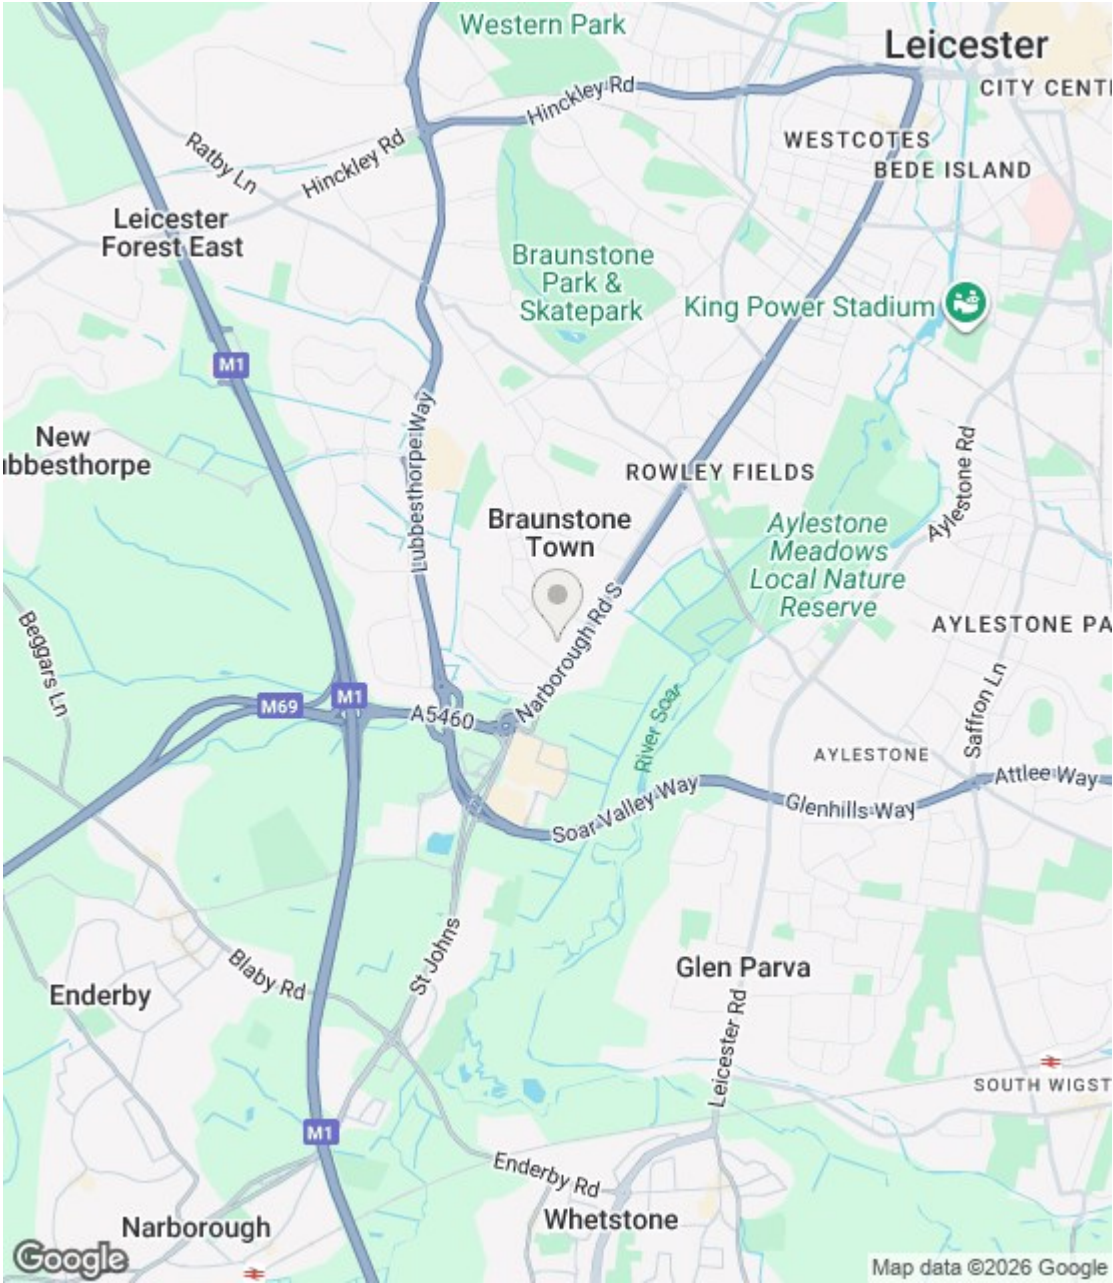 Western Park
Leicester
CITY CENT
Hinckley Rd
WESTCOTES
Ratby Ln
Hinckley Rd
BEDE ISLAND
Leicester
Forest East
Braunstone
Park &
Skatepark
King Power Stadium
M1
New
ubbesthorpe
Lubbesthorpe Way
ROWLEY FIELDS
Aylestone Rd
Braunstone
Town
Aylestone
Meadows
Local Nature
Reserve
Narborough Rd S
Beggars Ln
AYLESTONE PA
M69
M1
A5460
River Soar
Saffron Ln
AYLESTONE
Attlee Way
Soar Valley Way
Glenhills Way
St Johns
Blaby Rd
Enderby
Glen Parva
Leicester Rd
SOUTH WIGST
M1
Enderby Rd
Narborough
Whetstone
Google
Map data ©2026 Google